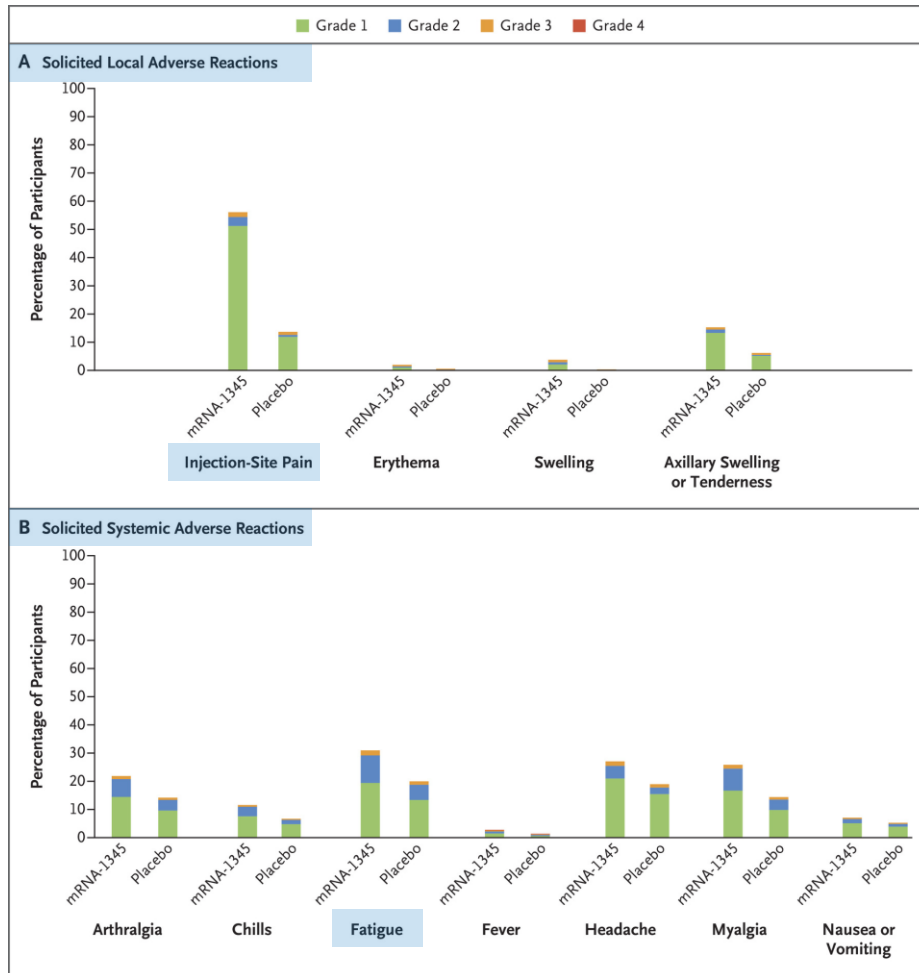 Grade 1 Grade 2 Grade 3 Grade 4
A Solicited Local Adverse Reactions
Percentage of Participants
100
90
80
70
60
50
40
30
20
10
0
mRNA-1345 Placebo mRNA-1345 Placebo mRNA-1345 Placebo mRNA-1345 Placebo
Injection-Site Pain Erythema Swelling Axillary Swelling
or Tenderness
B Solicited Systemic Adverse Reactions
Percentage of Participants
100
90
80
70
60
50
40
30
20
10
0
mRNA-1345 Placebo mRNA-1345 Placebo mRNA-1345 Placebo mRNA-1345 Placebo mRNA-1345 Placebo mRNA-1345 Placebo mRNA-1345 Placebo
Arthralgia Chills Fatigue Fever Headache Myalgia Nausea or
Vomiting